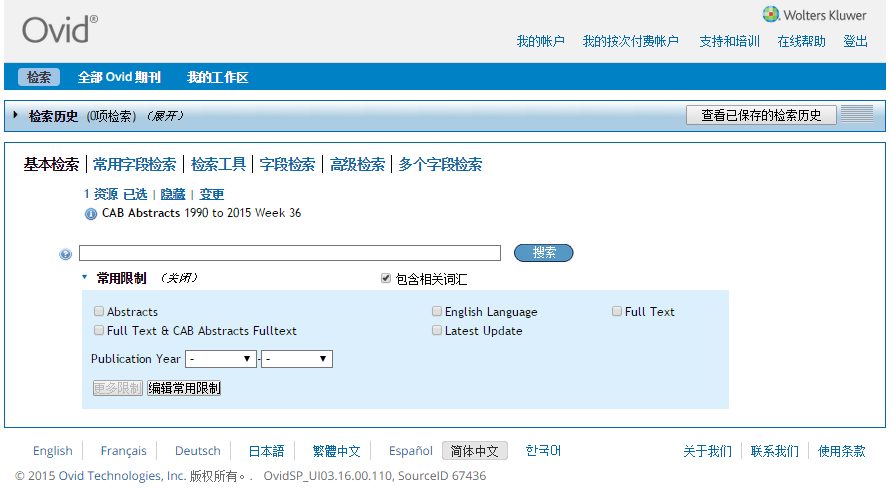 Ovid®
Wolters Kluwer
我的帐户 我的按次付费帐户 支持和培训 在线帮助 登出
检索 全部 Ovid 期刊 我的工作区
检索历史 (0项检索) (展开) 查看已保存的检索历史
基本检索 | 常用字段检索 | 检索工具 | 字段检索 | 高级检索 | 多个字段检索
1 资源 已选 | 隐藏 | 变更
CAB Abstracts 1990 to 2015 Week 36
搜索
常用限制 (关闭) 包含相关词汇
Abstracts English Language Full Text
Full Text & CAB Abstracts Fulltext Latest Update
Publication Year - - -
更多限制 编辑常用限制
English Français Deutsch 日本語 繁體中文 Español 简体中文 한국어 关于我们 联系我们 使用条款
© 2015 Ovid Technologies, Inc. 版权所有。. OvidSP_UI03.16.00.110, SourceID 67436